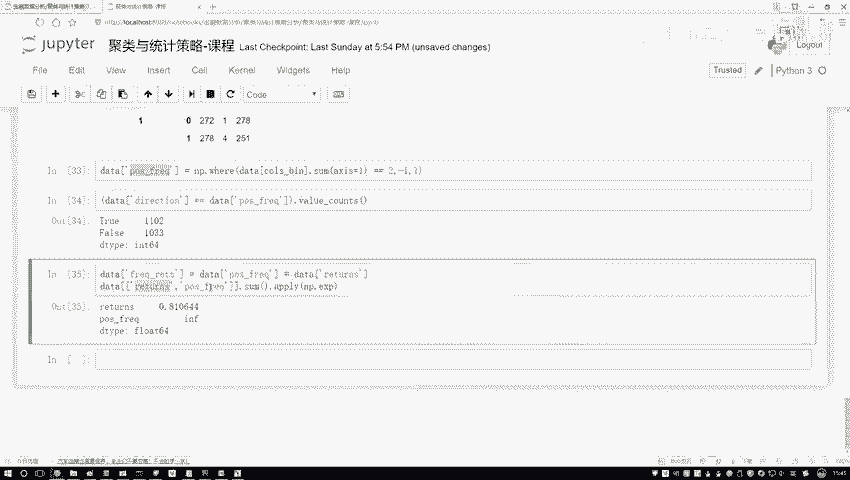 jupyter 聚类与统计策略-课程 Last Checkpoint: Last Sunday at 5:54 PM (unsaved changes)
Logout
File Edit View Insert Cell Kernel Widgets Help
Trusted
Python 3
Code
1 0 272 1 278
1 278 4 251
In [33]: data['pos_freq'] = np.where(data[cols_bin].sum(axis=1) == 2,-1,1)
In [34]: (data['direction'] == data['pos_freq']).value_counts()
Out[34]: True 1102
False 1033
dtype: int64
In [35]: data['freq_rets'] = data['pos_freq'] * data['returns']
data[['returns','pos_freq']].sum().apply(np.exp)
Out[35]: returns 0.810644
pos_freq inf
dtype: float64
In [ ]:
15:45